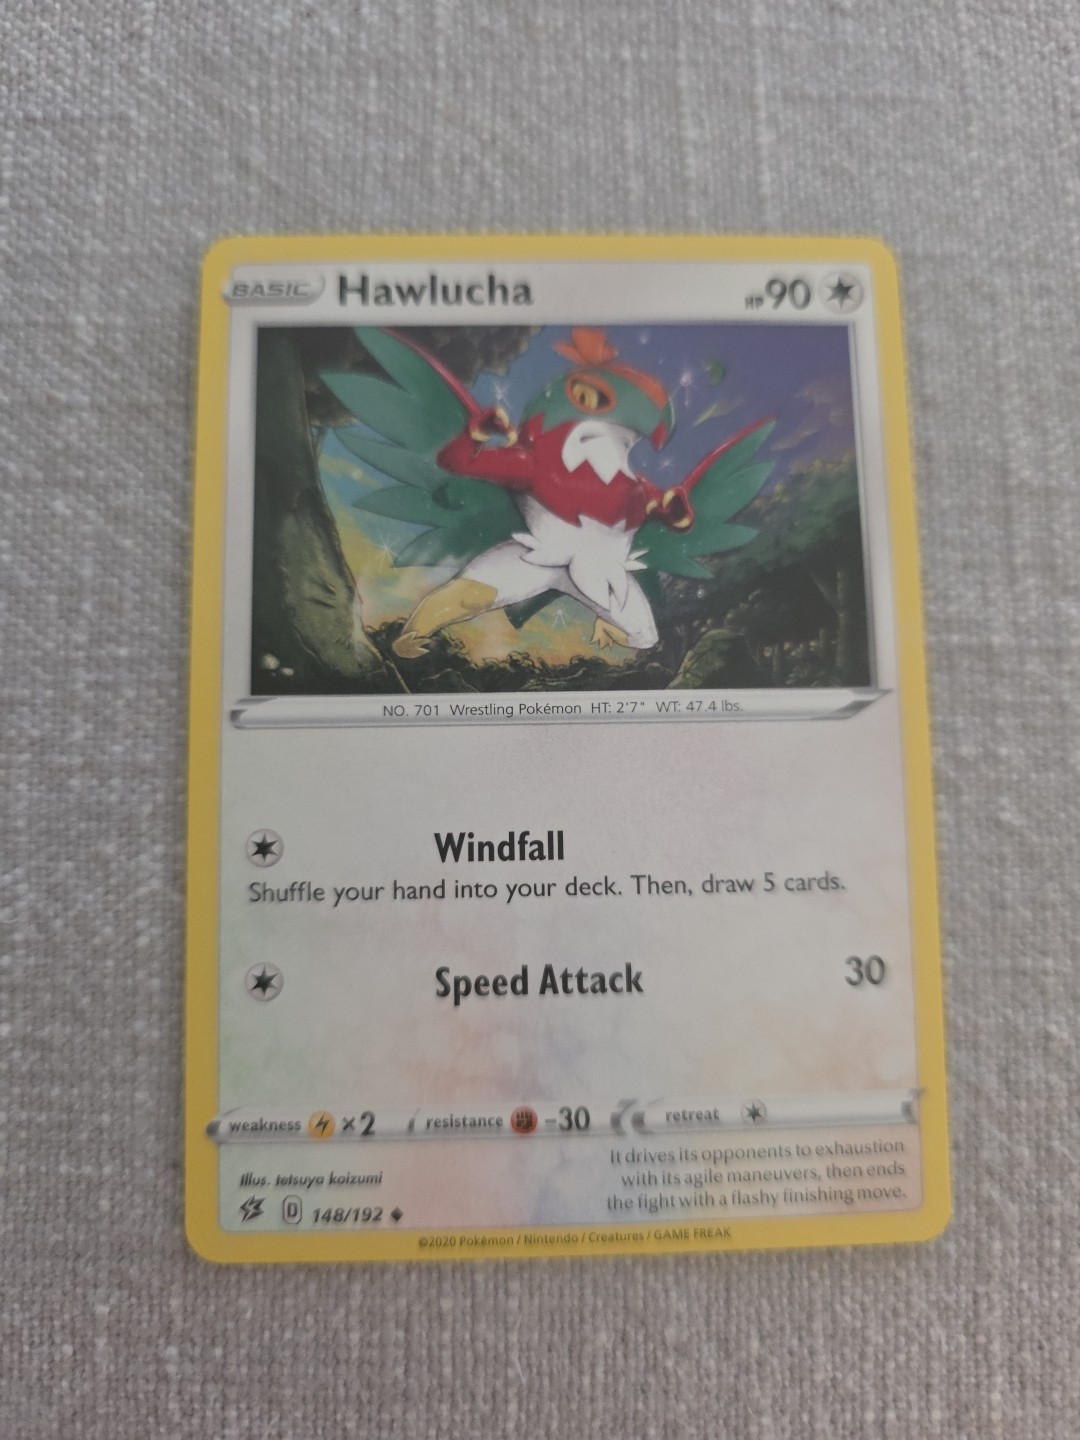 BASIC Hawlucha HP 90
NO. 701 Wrestling Pokémon HT: 2'7" WT: 47.4 lbs.
Windfall
Shuffle your hand into your deck. Then, draw 5 cards.
Speed Attack 30
weakness ×2 resistance -30 retreat
It drives its opponents to exhaustion
with its agile maneuvers, then ends
the fight with a flashy finishing move.
Illus. tetsuya koizumi
D 148/192
©2020 Pokémon / Nintendo / Creatures / GAME FREAK